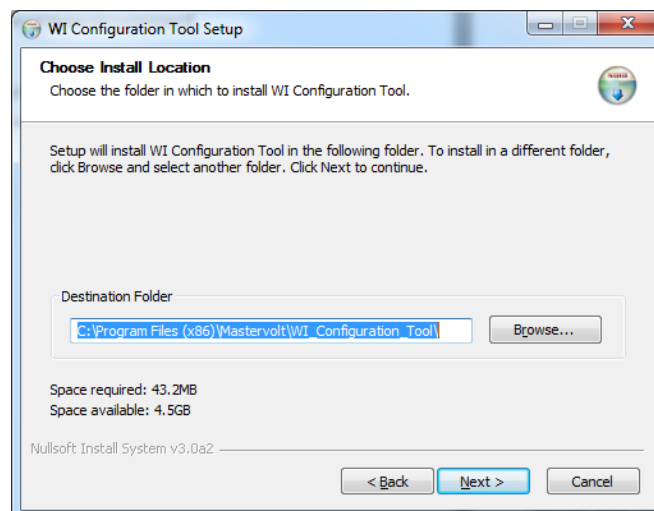 WI Configuration Tool Setup
Choose Install Location
Choose the folder in which to install WI Configuration Tool.
Setup will install WI Configuration Tool in the following folder. To install in a different folder,
click Browse and select another folder. Click Next to continue.
Destination Folder
C:\Program Files (x86)\Mastervolt\WI_Configuration_Tool\
Browse...
Space required: 43.2MB
Space available: 4.5GB
Nullsoft Install System v3.0a2
< Back
Next >
Cancel